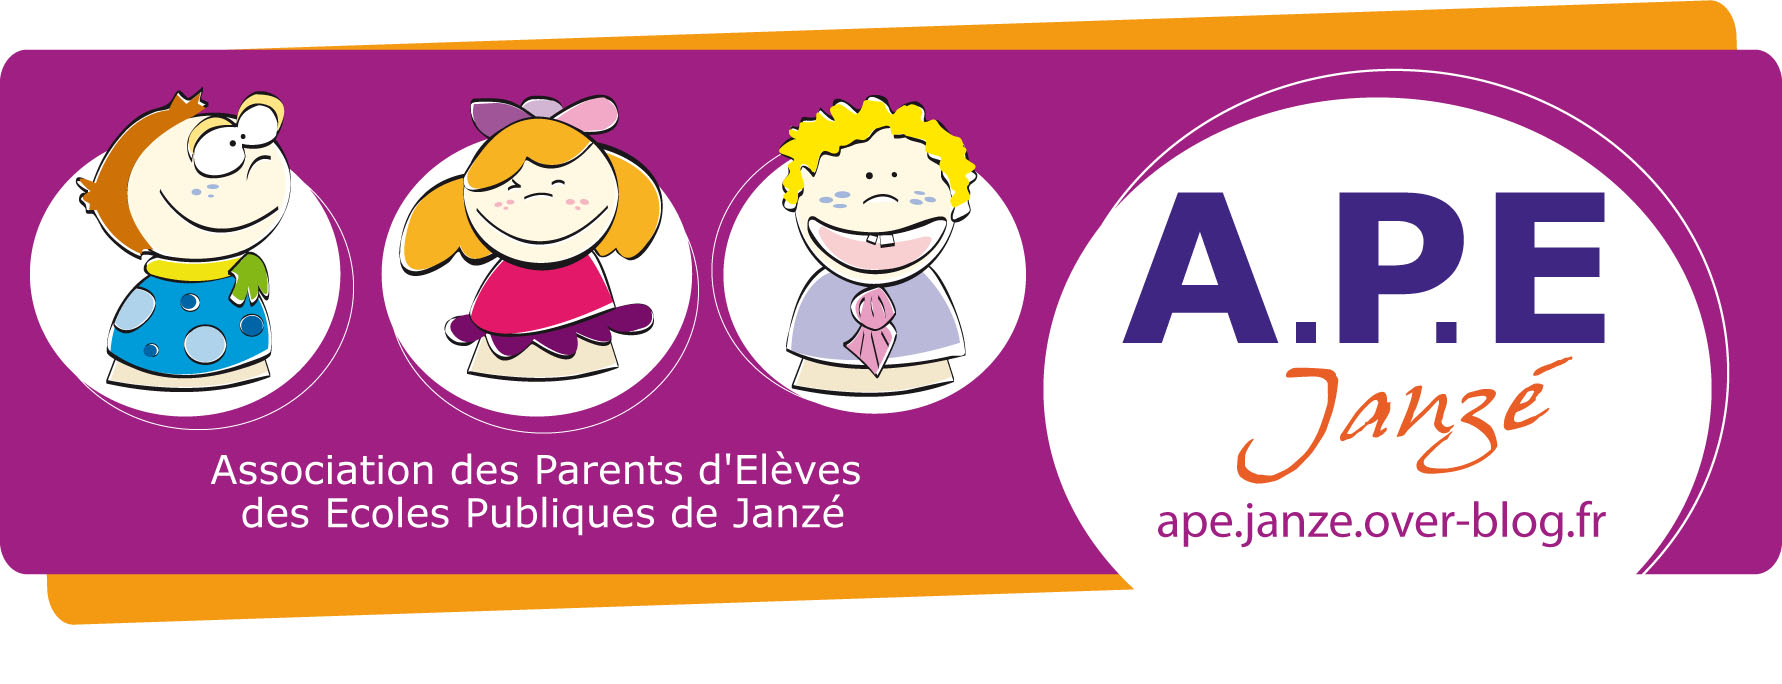 Association des Parents d'Elèves
des Ecoles Publiques de Janzé
A.P.E
Janzé
ape.janze.over-blog.fr